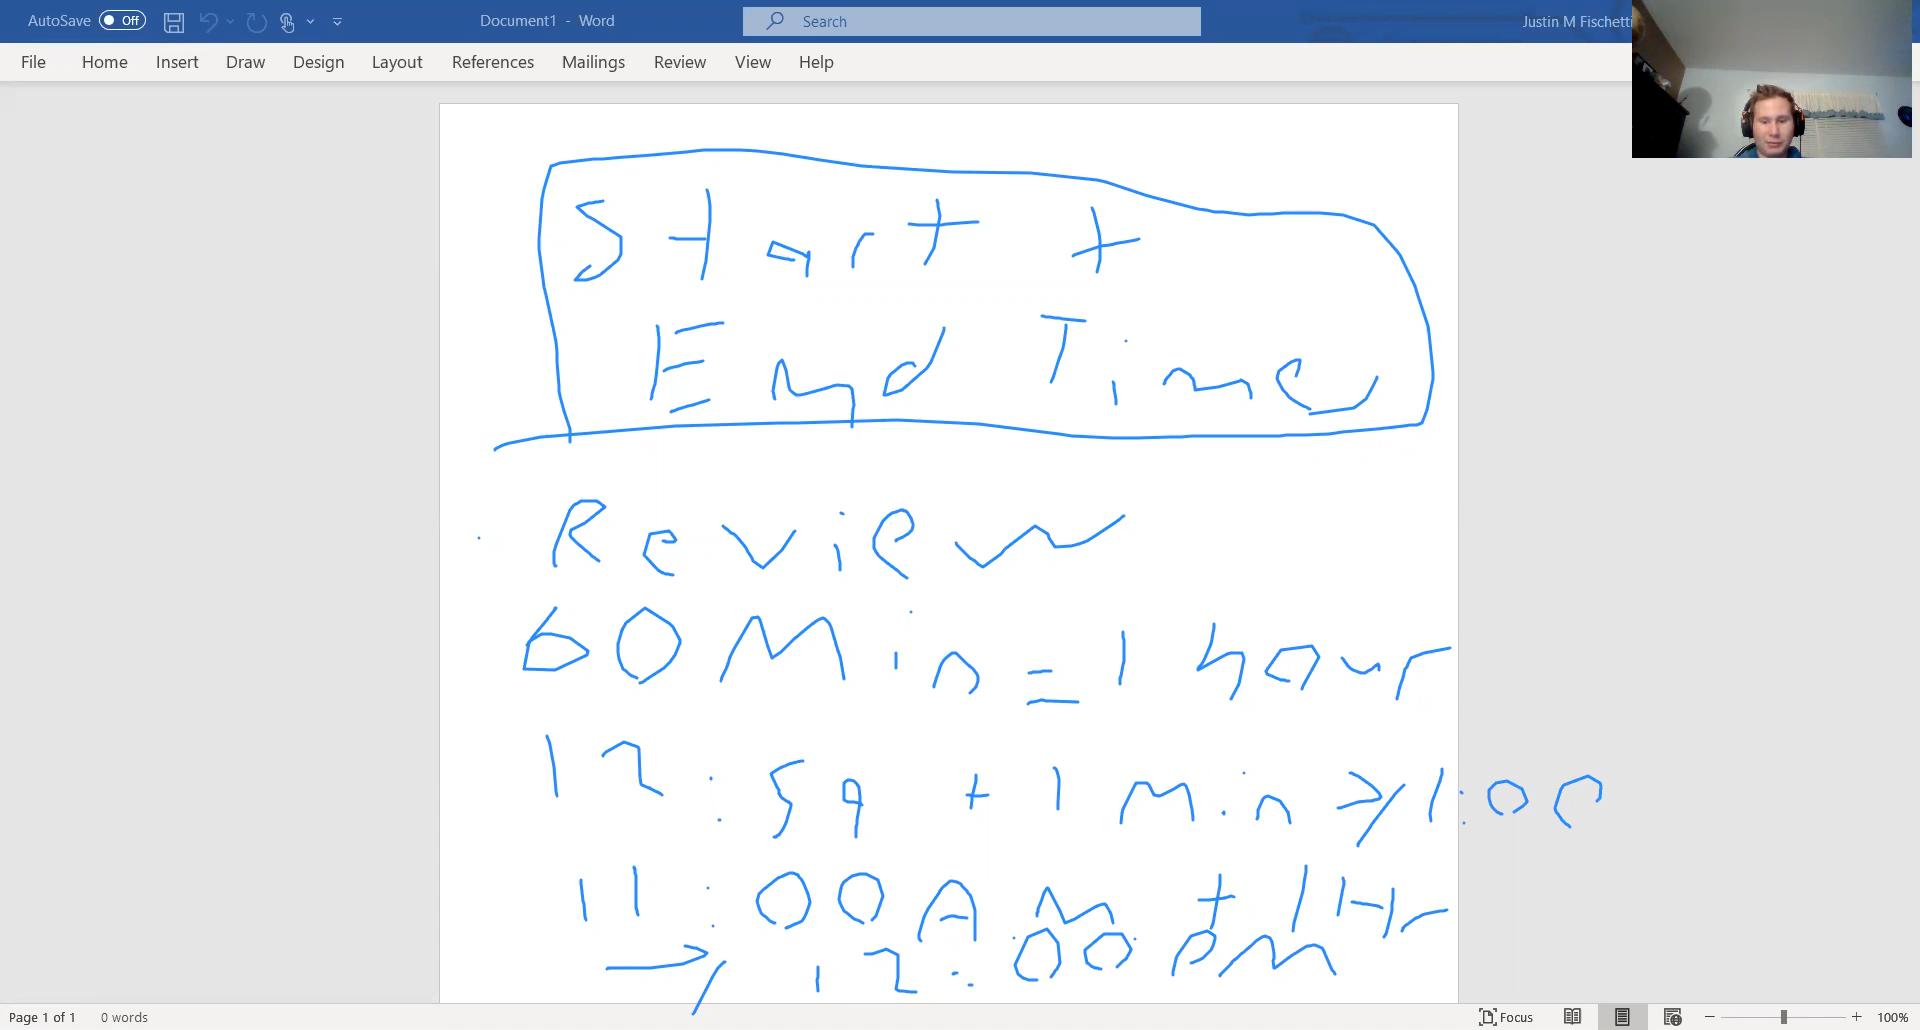 AutoSave Off Document1 - Word Search Justin M Fischetti
File Home Insert Draw Design Layout References Mailings Review View Help
Start +
End Time
Review
60 Min = 1 hour
12:59 + 1 Min → 1:00
11:00 AM + 1 Hr
→ 12:00 PM
Page 1 of 1 0 words Focus 100%